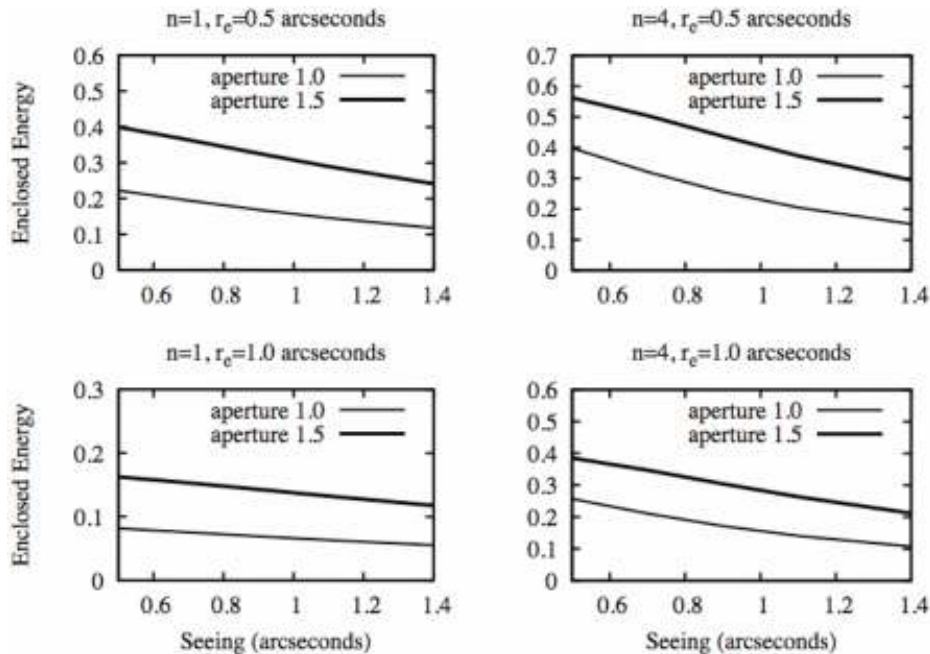 n=1, rₑ=0.5 arcseconds
Enclosed Energy
0.6
0.5
0.4
0.3
0.2
0.1
0
aperture 1.0
aperture 1.5
0.6 0.8 1 1.2 1.4
n=4, rₑ=0.5 arcseconds
0.7
0.6
0.5
0.4
0.3
0.2
0.1
0
aperture 1.0
aperture 1.5
0.6 0.8 1 1.2 1.4
n=1, rₑ=1.0 arcseconds
Enclosed Energy
0.3
0.2
0.1
0
aperture 1.0
aperture 1.5
0.6 0.8 1 1.2 1.4
Seeing (arcseconds)
n=4, rₑ=1.0 arcseconds
0.6
0.5
0.4
0.3
0.2
0.1
0
aperture 1.0
aperture 1.5
0.6 0.8 1 1.2 1.4
Seeing (arcseconds)